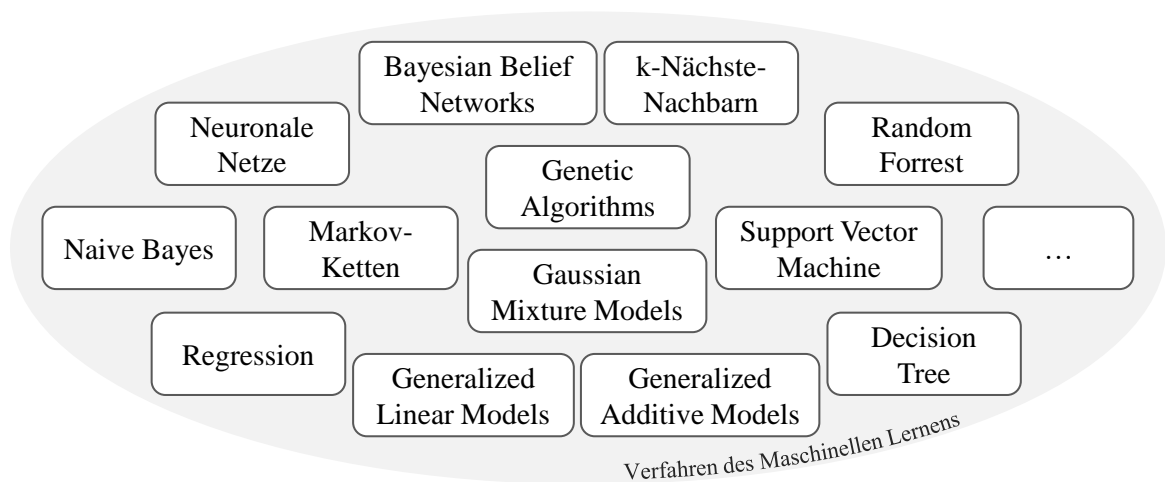 Bayesian Belief
Networks
k-Nächste-
Nachbarn
Neuronale
Netze
Random
Forrest
Genetic
Algorithms
Naive Bayes
Markov-
Ketten
Support Vector
Machine
…
Gaussian
Mixture Models
Regression
Decision
Tree
Generalized
Linear Models
Generalized
Additive Models
Verfahren des Maschinellen Lernens